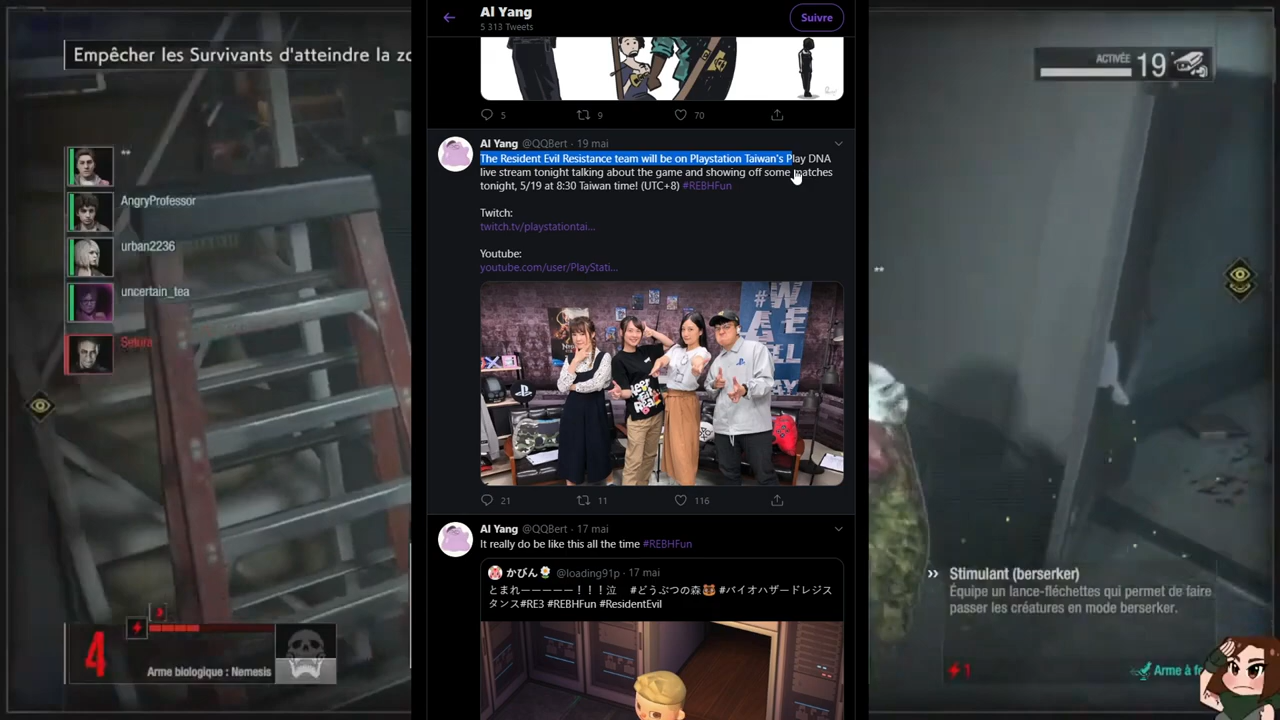 Empêcher les Survivants d'atteindre la zo
**
AngryProfessor
urban2236
uncertain_tea
4
Arme biologique : Nemesis
Al Yang
5 313 Tweets
Suivre
5
9
70
Al Yang @QQBert · 19 mai
The Resident Evil Resistance team will be on Playstation Taiwan's Play DNA
live stream tonight talking about the game and showing off some matches
tonight, 5/19 at 8:30 Taiwan time! (UTC+8) #REBHFun
Twitch:
twitch.tv/playstationtai...
Youtube:
youtube.com/user/PlayStati...
21
11
116
Al Yang @QQBert · 17 mai
It really do be like this all the time #REBHFun
かびん @loading91p · 17 mai
とまれーーーーー！！！泣 #どうぶつの森 #バイオハザードレジス
タンス#RE3 #REBHFun #ResidentEvil
ACTIVÉE
19
**
Stimulant (berserker)
Équipe un lance-fléchettes qui permet de faire
passer les créatures en mode berserker.
1
Arme à